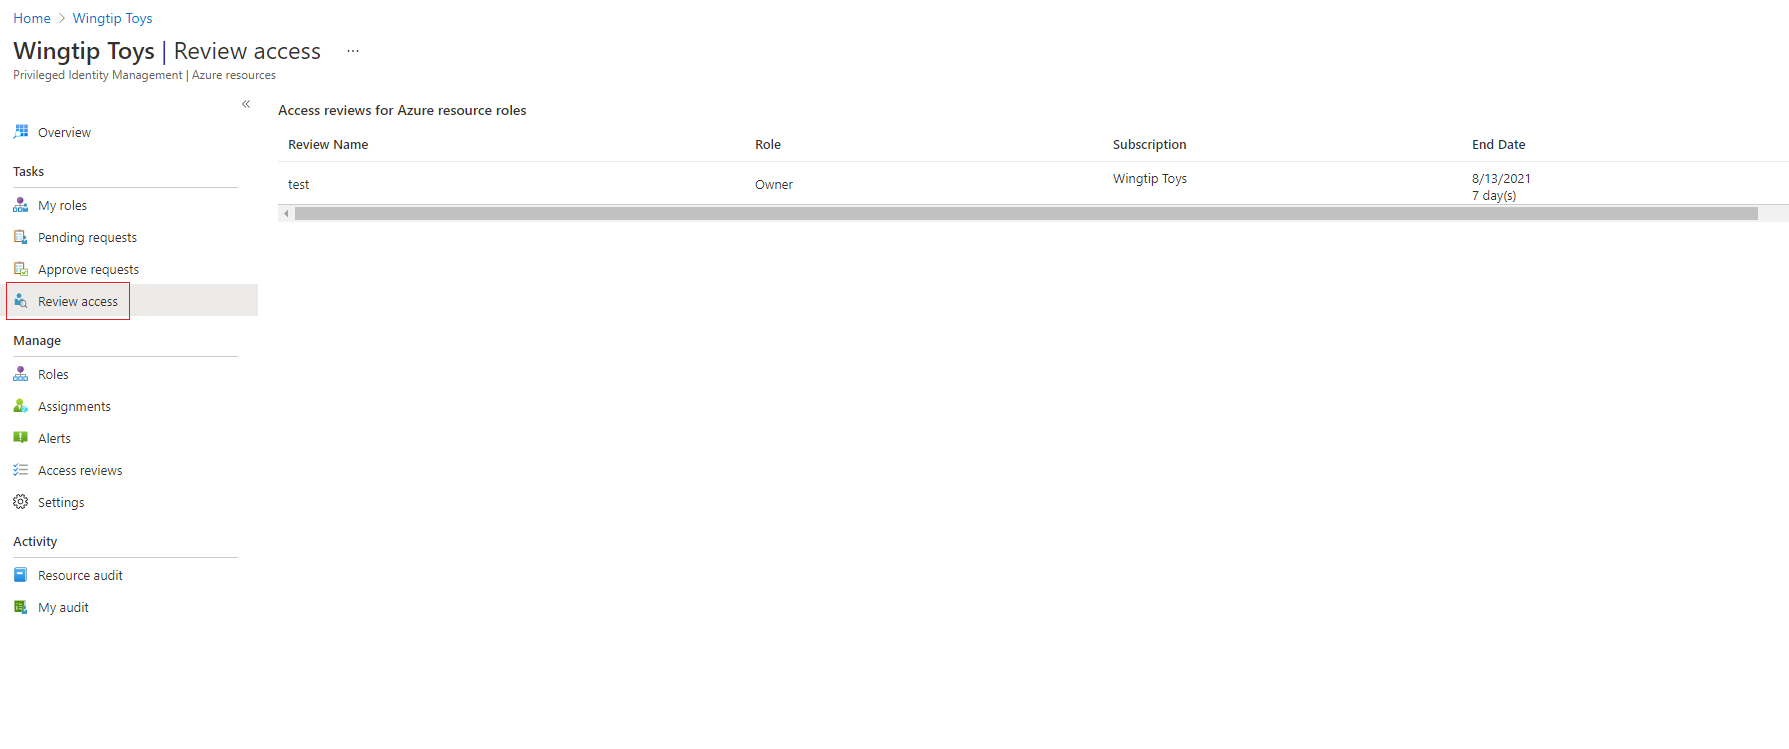 Home > Wingtip Toys
Wingtip Toys | Review access ...
Privileged Identity Management | Azure resources
«
Overview
Tasks
My roles
Pending requests
Approve requests
Review access
Manage
Roles
Assignments
Alerts
Access reviews
Settings
Activity
Resource audit
My audit
Access reviews for Azure resource roles
Review Name Role Subscription End Date
test Owner Wingtip Toys 8/13/2021
7 day(s)